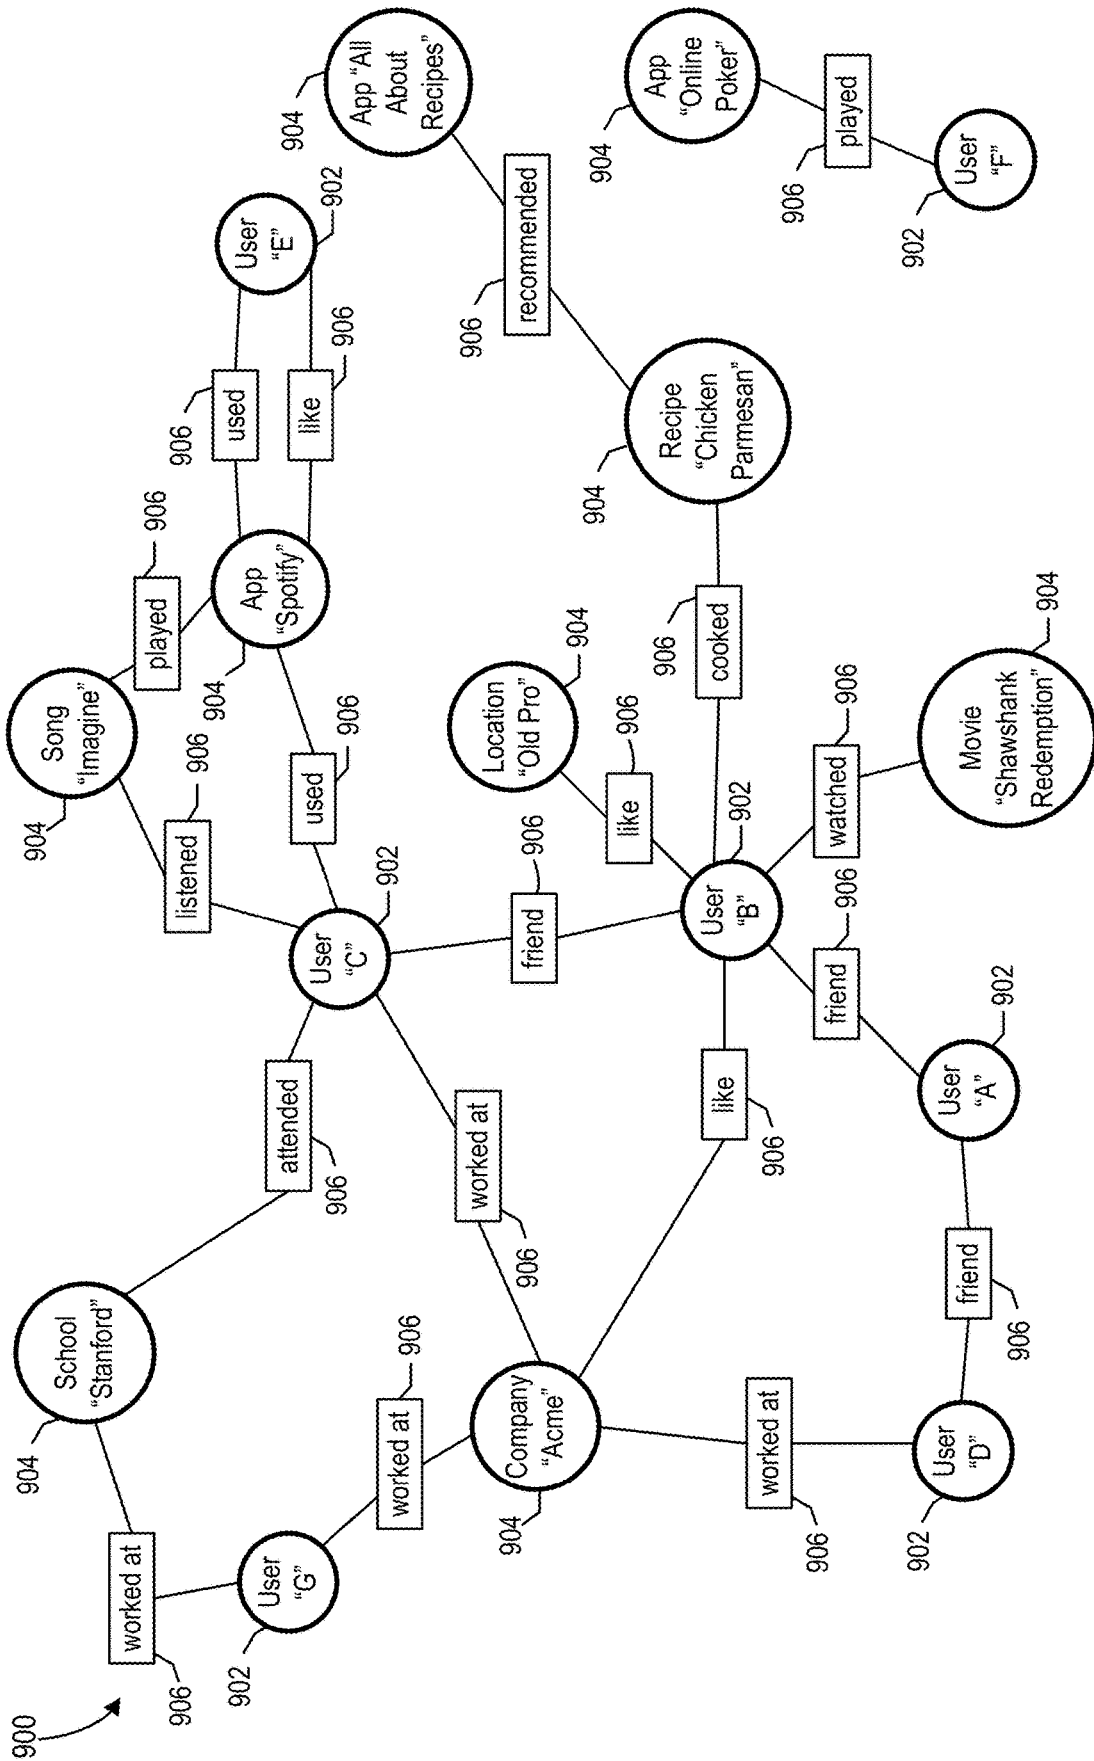 900
906
worked at
904
School
“Stanford”
902
User
“G”
906
worked at
906
attended
906
listened
906
904
Song
“Imagine”
played
906
904
App
“Spotify”
used
906
used
906
like
906
User
“E”
902
904
App “All
About
Recipes”
User
“C”
902
904
Company
“Acme”
worked at
906
friend
906
Location
“Old Pro”
904
like
906
recommended
906
worked at
906
like
906
User
“B”
902
cooked
906
904
Recipe
“Chicken
Parmesan”
904
App
“Online
Poker”
friend
906
watched
906
played
906
902
User
“D”
friend
906
User
“A”
902
Movie
“Shawshank
Redemption”
904
902
User
“F”